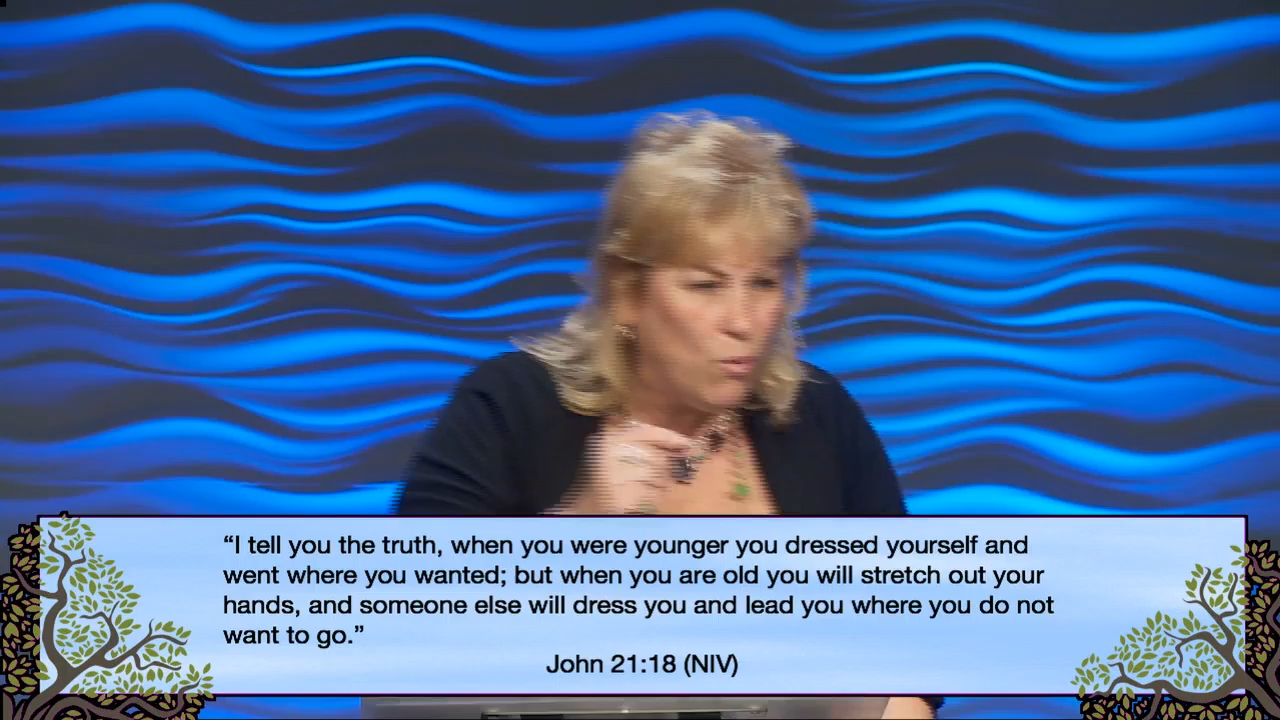 “I tell you the truth, when you were younger you dressed yourself and
went where you wanted; but when you are old you will stretch out your
hands, and someone else will dress you and lead you where you do not
want to go.”
John 21:18 (NIV)